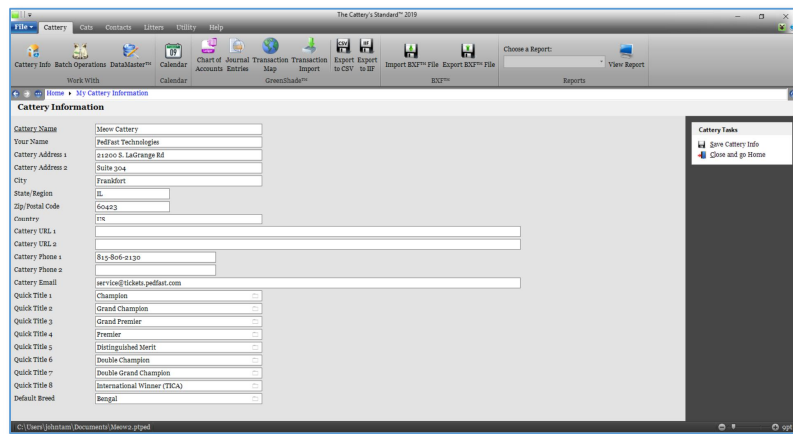 The Cattery's Standard™ 2019
File Cattery Cats Contacts Litters Utility Help
Cattery Info Batch Operations DataMaster™ Calendar Chart of Accounts Journal Entries Transaction Map Transaction Import Export to CSV Export to IIF Import BXF™ File Export BXF™ File Choose a Report: View Report
Work With Calendar GreenShade™ BXF™ Reports
Home My Cattery Information
Cattery Information
Cattery Name Meow Cattery
Your Name PedFast Technologies
Cattery Address 1 21200 S. LaGrange Rd
Cattery Address 2 Suite 304
City Frankfort
State/Region IL
Zip/Postal Code 60423
Country US
Cattery URL 1
Cattery URL 2
Cattery Phone 1 815-806-2130
Cattery Phone 2
Cattery Email service@tickets.pedfast.com
Quick Title 1 Champion
Quick Title 2 Grand Champion
Quick Title 3 Grand Premier
Quick Title 4 Premier
Quick Title 5 Distinguished Merit
Quick Title 6 Double Champion
Quick Title 7 Double Grand Champion
Quick Title 8 International Winner (TICA)
Default Breed Bengal
Cattery Tasks
Save Cattery Info
Close and go Home
C:\Users\johntam\Documents\Meow2.ptped
9pt